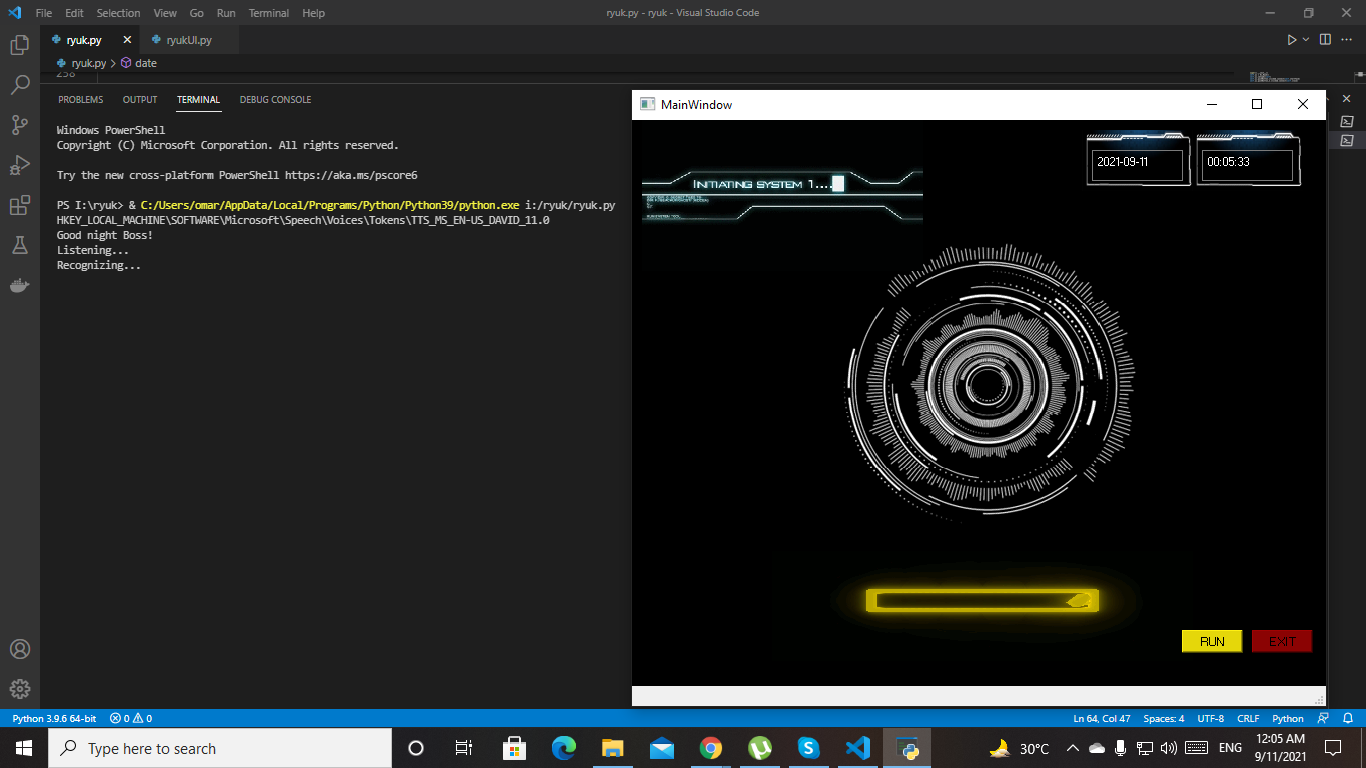 File Edit Selection View Go Run Terminal Help
ryuk.py - ryuk - Visual Studio Code
ryuk.py
ryukUI.py
ryuk.py > date
258
PROBLEMS OUTPUT TERMINAL DEBUG CONSOLE
Windows PowerShell
Copyright (C) Microsoft Corporation. All rights reserved.
Try the new cross-platform PowerShell https://aka.ms/pscore6
PS I:\ryuk> & C:/Users/omar/AppData/Local/Programs/Python/Python39/python.exe i:/ryuk/ryuk.py
HKEY_LOCAL_MACHINE\SOFTWARE\Microsoft\Speech\Voices\Tokens\TTS_MS_EN-US_DAVID_11.0
Good night Boss!
Listening...
Recognizing...
MainWindow
INITIATING SYSTEM 1....
2021-09-11
00:05:33
RUN
EXIT
Python 3.9.6 64-bit 0 0
Ln 64, Col 47 Spaces: 4 UTF-8 CRLF Python
Type here to search
30°C
ENG
12:05 AM
9/11/2021